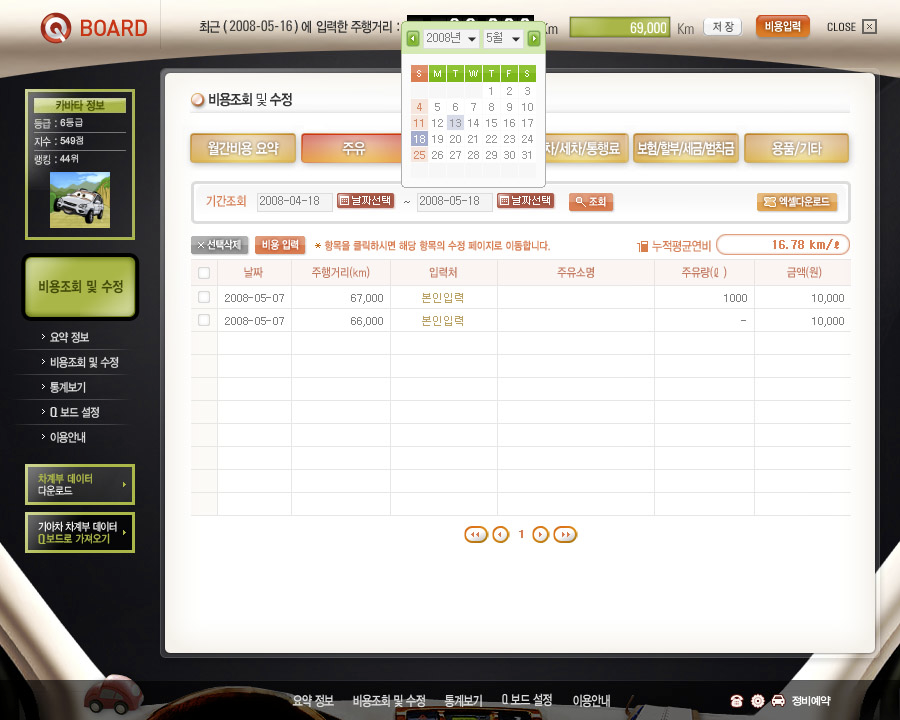 Q BOARD
최근 ( 2008-05-16 ) 에 입력한 주행거리 :
Km
69,000 Km
저 장
비용입력
CLOSE
2008년 5월
S M T W T F S
1 2 3
4 5 6 7 8 9 10
11 12 13 14 15 16 17
18 19 20 21 22 23 24
25 26 27 28 29 30 31
카바타 정보
등급 : 6등급
지수 : 549점
랭킹 : 44위
비용조회 및 수정
요약 정보
비용조회 및 수정
통계보기
Q 보드 설정
이용안내
차계부 데이터
다운로드
기아차 차계부 데이터
Q보드로 가져오기
비용조회 및 수정
월간비용 요약
주유
차/세차/통행료
보험/할부/세금/범칙금
용품/기타
기간조회 2008-04-18 날짜선택 ~ 2008-05-18 날짜선택 조회
엑셀다운로드
선택삭제
비용 입력
* 항목을 클릭하시면 해당 항목의 수정 페이지로 이동합니다.
누적평균연비 16.78 km/ℓ
날짜 주행거리(km) 입력처 주유소명 주유량(ℓ) 금액(원)
2008-05-07 67,000 본인입력 1000 10,000
2008-05-07 66,000 본인입력 - 10,000
1
요약 정보 비용조회 및 수정 통계보기 Q 보드 설정 이용안내
정비예약